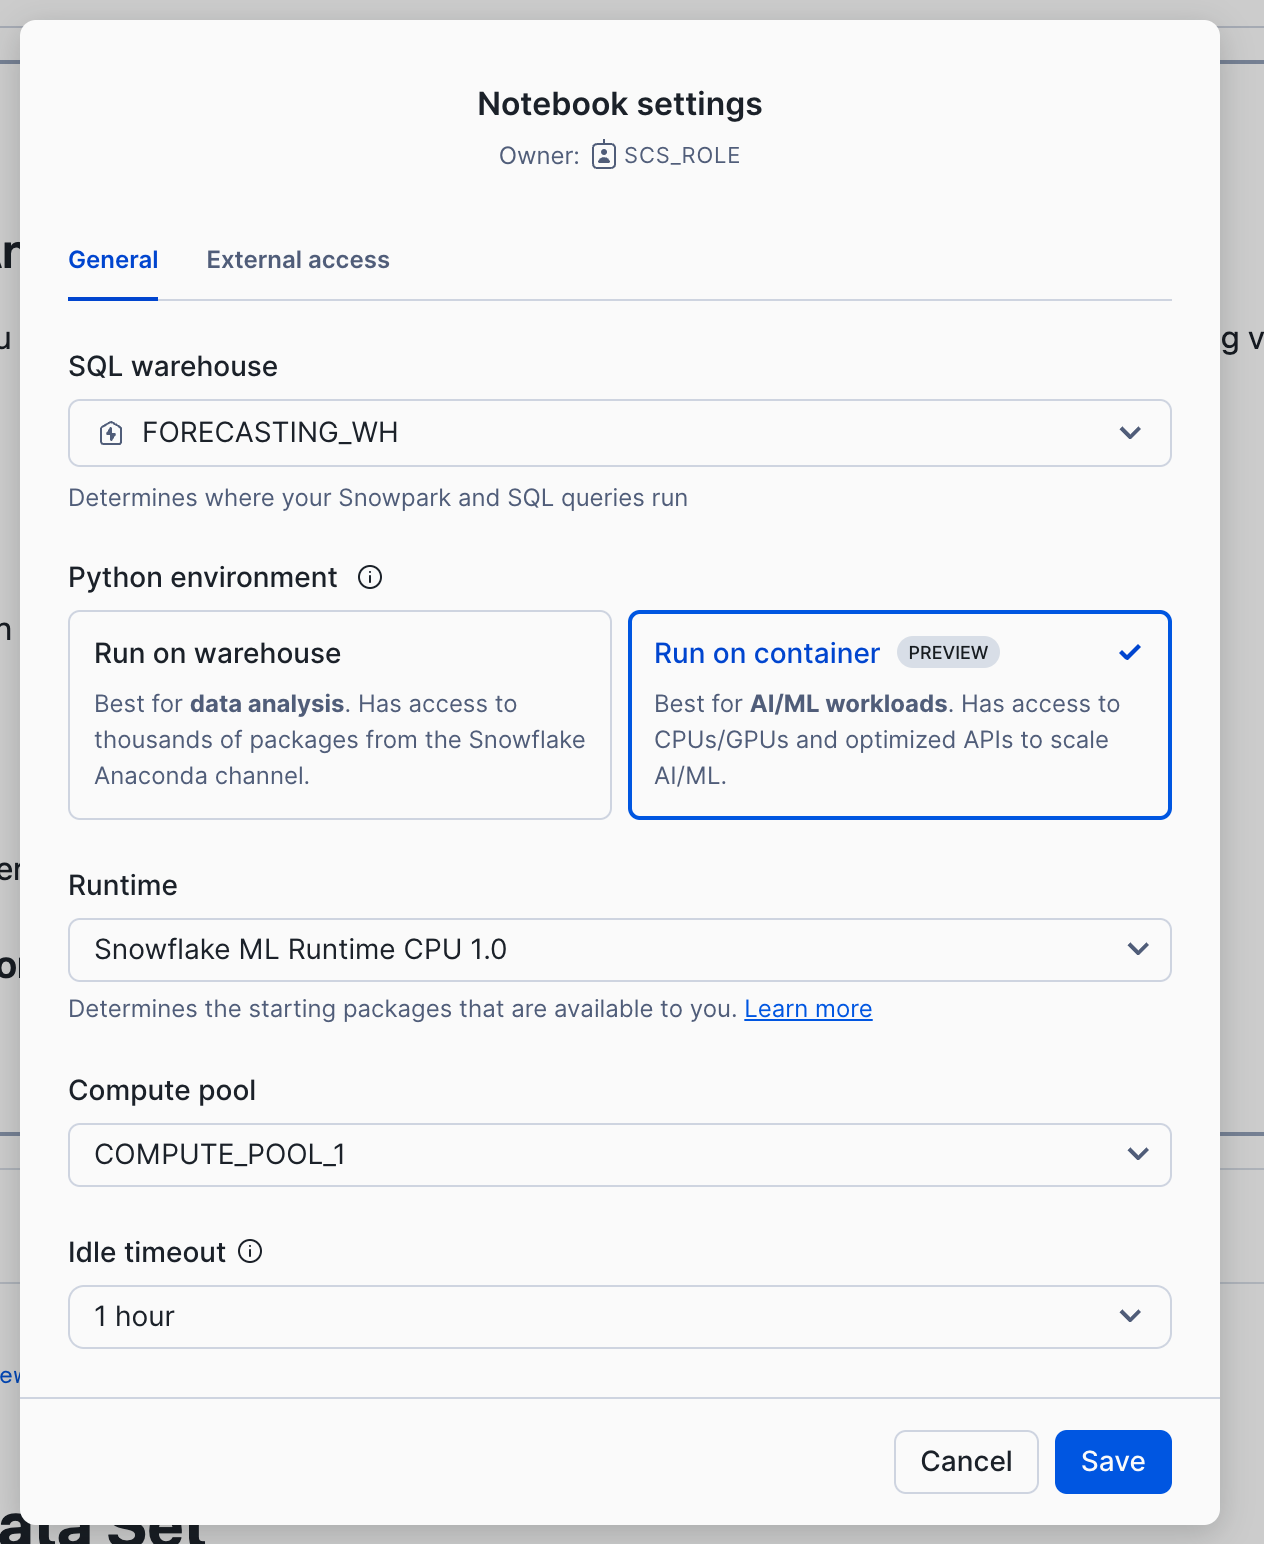 Notebook settings
Owner: SCS_ROLE
General External access
SQL warehouse
FORECASTING_WH
Determines where your Snowpark and SQL queries run
Python environment
Run on warehouse
Best for data analysis. Has access to
thousands of packages from the Snowflake
Anaconda channel.
Run on container PREVIEW
Best for AI/ML workloads. Has access to
CPUs/GPUs and optimized APIs to scale
AI/ML.
Runtime
Snowflake ML Runtime CPU 1.0
Determines the starting packages that are available to you. Learn more
Compute pool
COMPUTE_POOL_1
Idle timeout
1 hour
Cancel Save